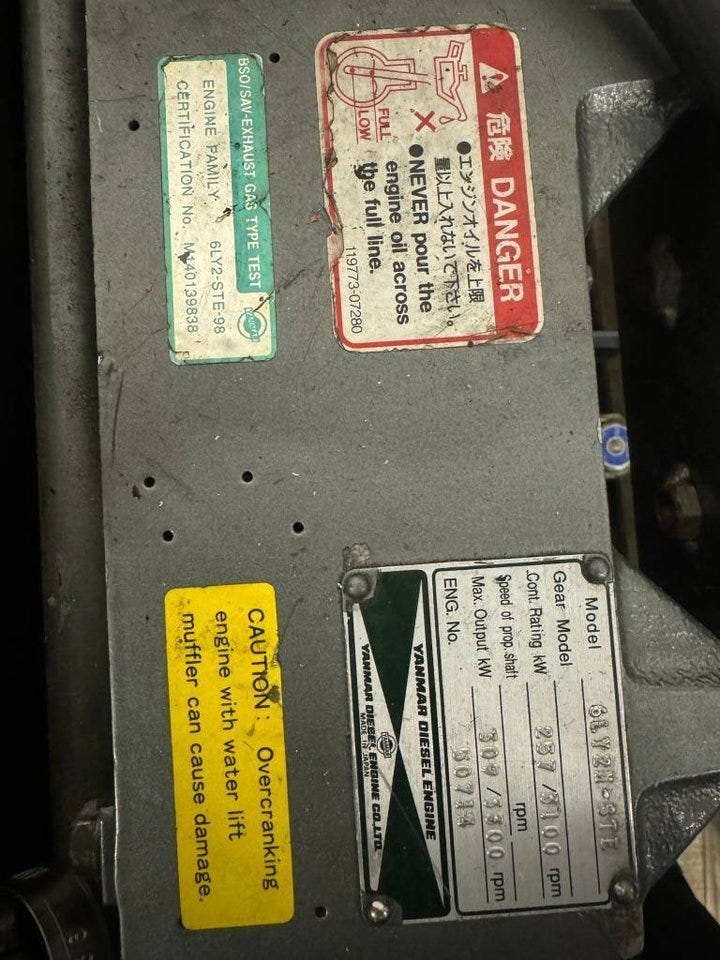 危険 DANGER
●エンジンオイルを上限
量以上入れないで下さい。
●NEVER pour the
engine oil across
the full line.
FULL
LOW
119773-07280
BSO/SAV-EXHAUST GAS TYPE TEST
ENGINE FAMILY 6LY2-STE-98
CERTIFICATION No. M140139838
YANMAR
Model 6LY2M-STE
Gear Model
Cont. Rating kW 257/3100 rpm
Speed of prop. shaft rpm
Max. Output kW 309/3300 rpm
ENG. No. 50714
YANMAR DIESEL ENGINE
YANMAR
YANMAR DIESEL ENGINE CO.,LTD.
MADE IN JAPAN
CAUTION: Overcranking
engine with water lift
muffler can cause damage.